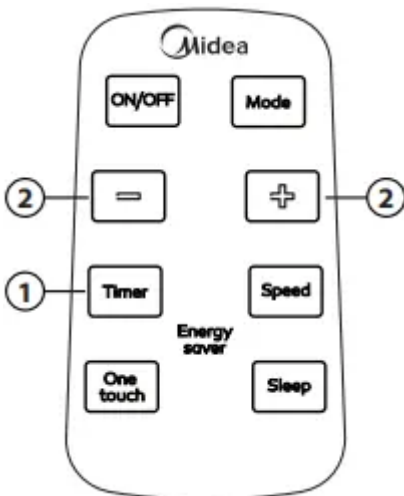 Midea
ON/OFF Mode
2 − + 2
1 Timer Speed
Energy
saver
One
touch
Sleep